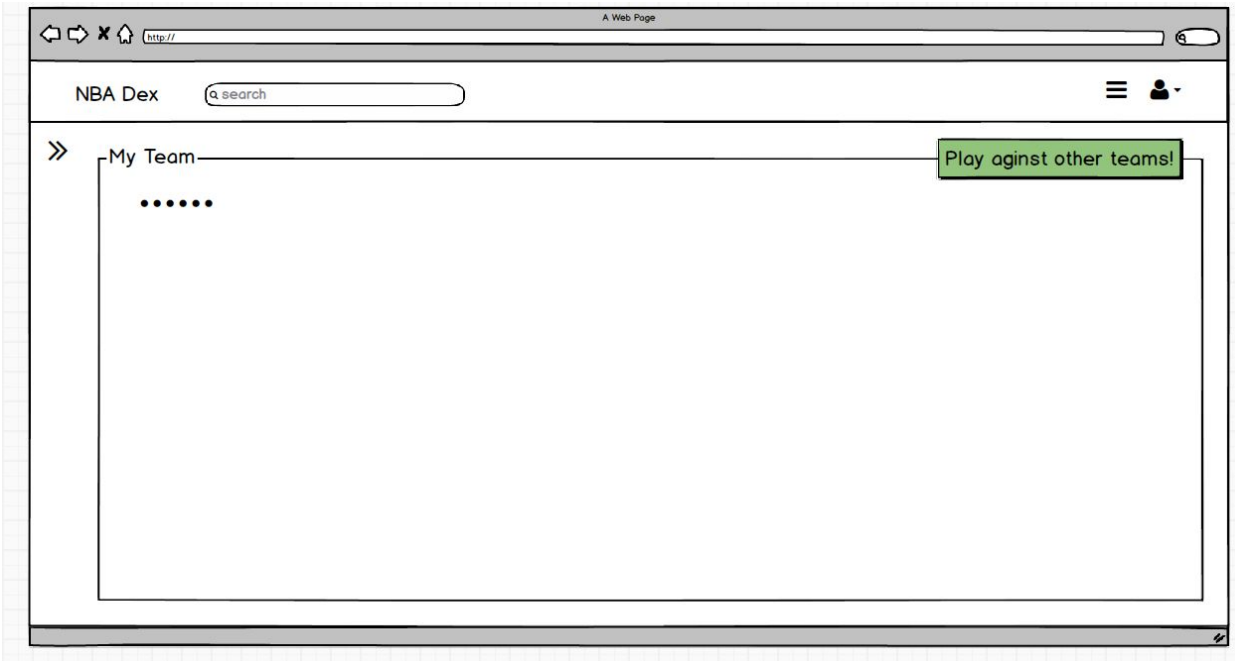 A Web Page
http://
NBA Dex
search
My Team
Play aginst other teams!
••••••